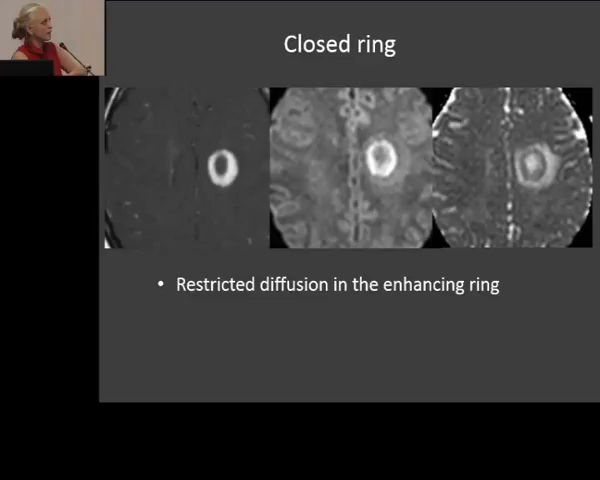 Closed ring
• Restricted diffusion in the enhancing ring